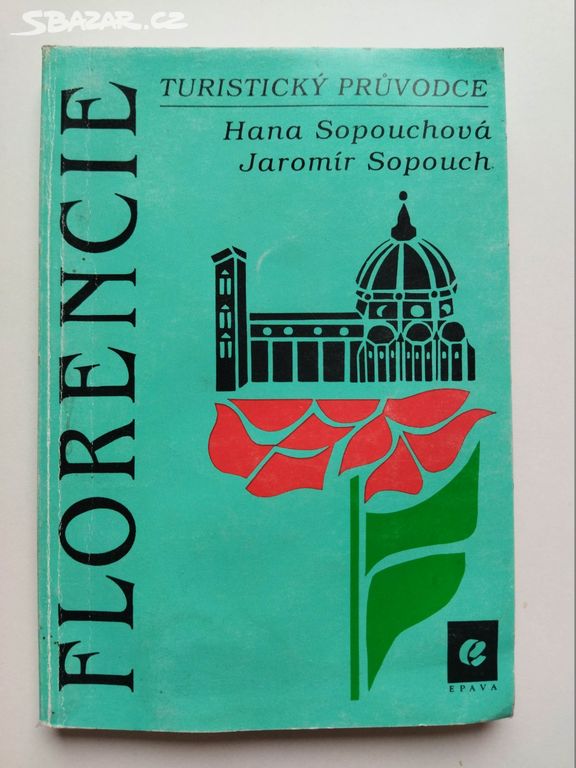 SBAZAR.CZ
FLORENCIE
TURISTICKÝ PRŮVODCE
Hana Sopouchová
Jaromír Sopouch
e
EPAVA